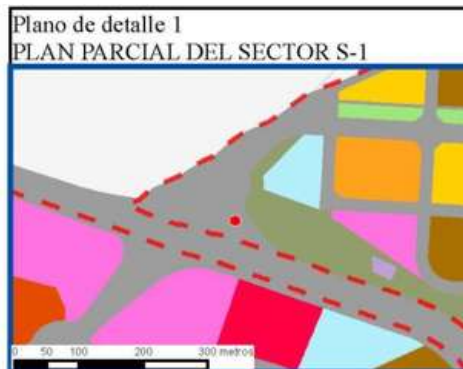 Plano de detalle 1
PLAN PARCIAL DEL SECTOR S-1
0 50 100 200 300 metros